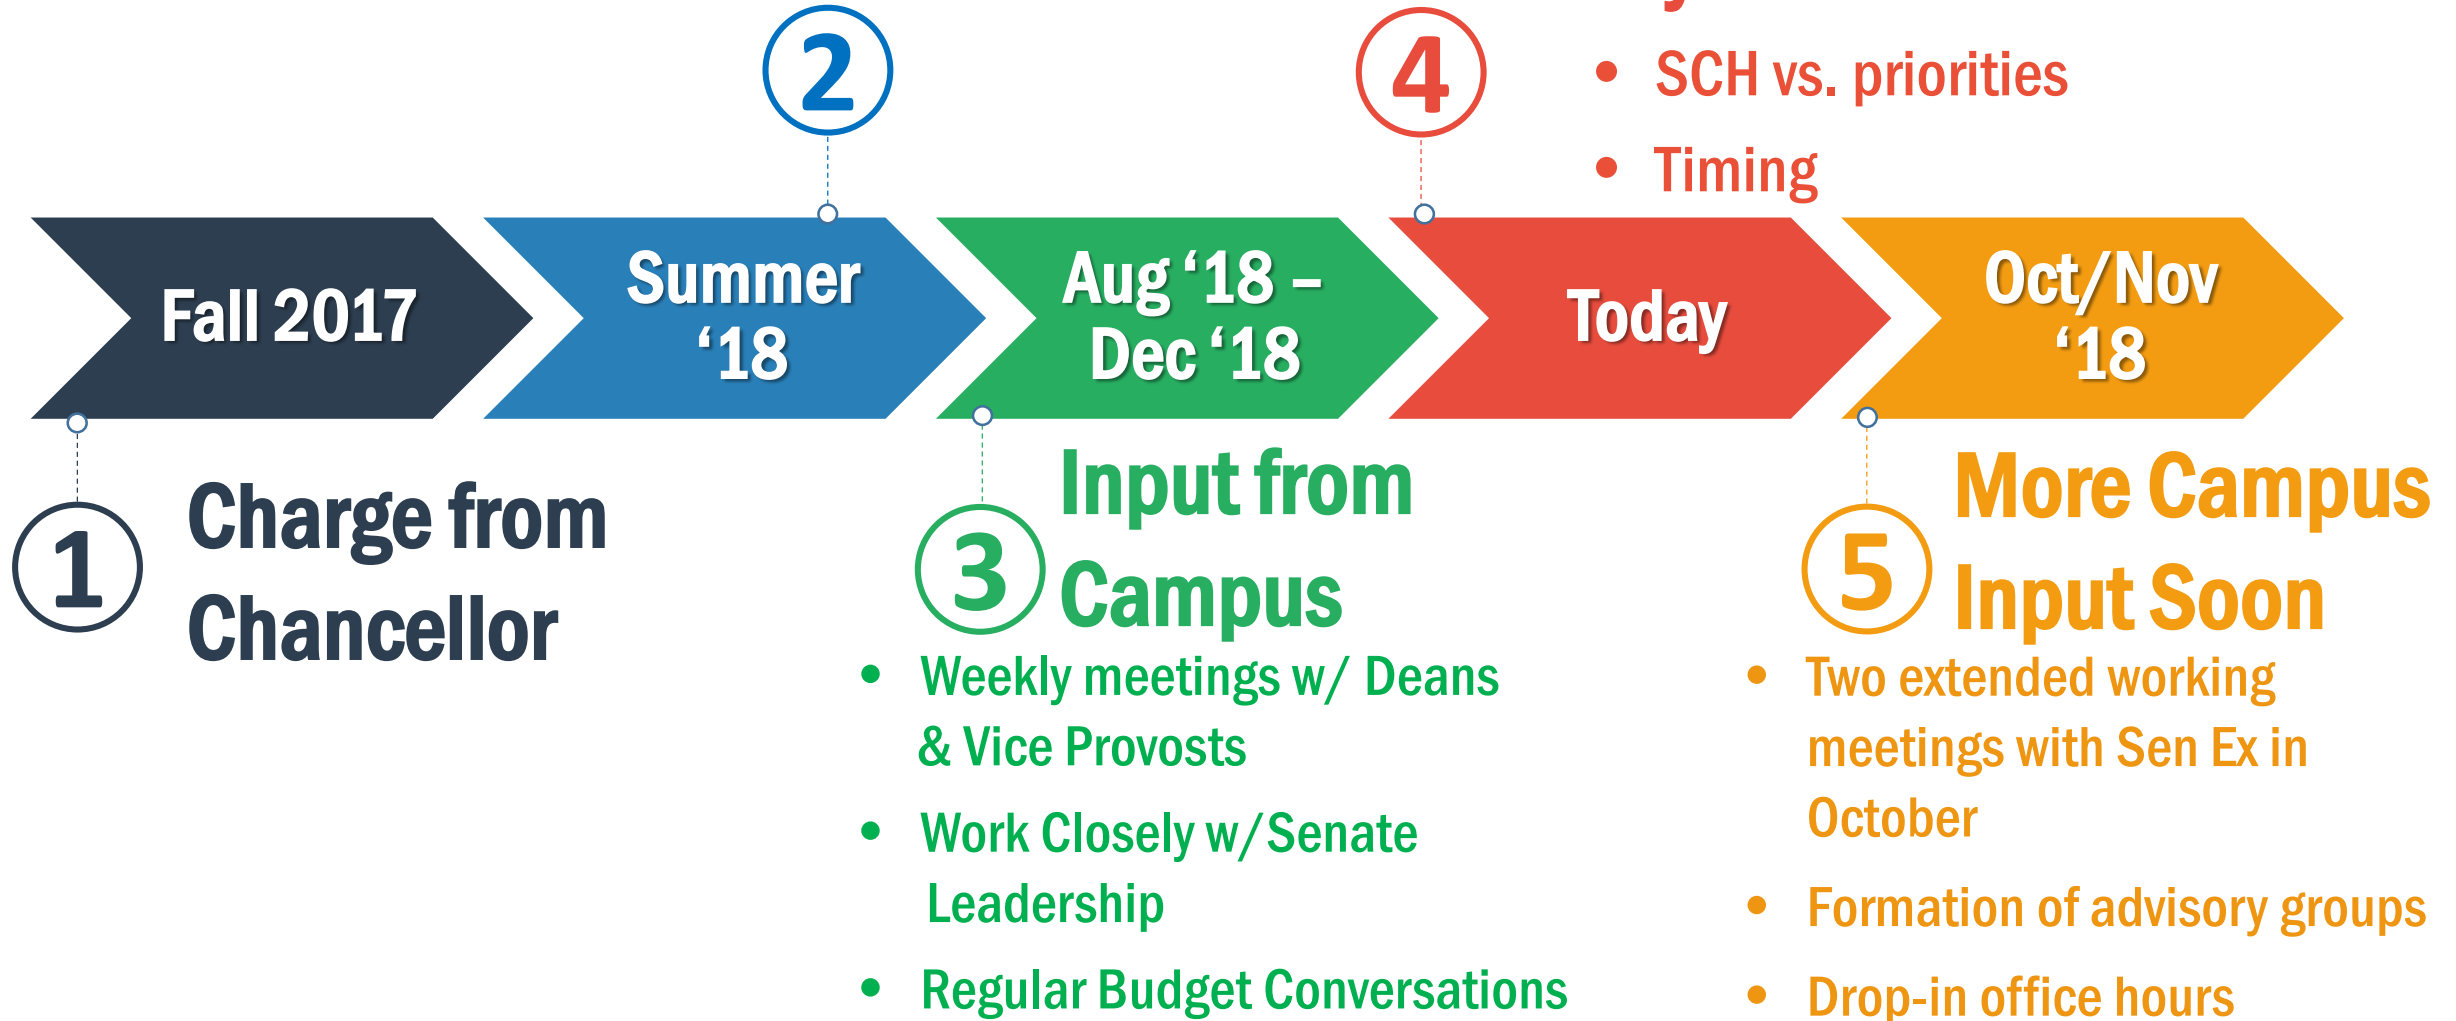 2
4
• SCH vs. priorities
• Timing
Fall 2017
Summer
‘18
Aug ‘18 –
Dec ‘18
Today
Oct/Nov
‘18
1
Charge from
Chancellor
3
Input from
Campus
• Weekly meetings w/ Deans
& Vice Provosts
• Work Closely w/Senate
Leadership
• Regular Budget Conversations
5
More Campus
Input Soon
• Two extended working
meetings with Sen Ex in
October
• Formation of advisory groups
• Drop-in office hours